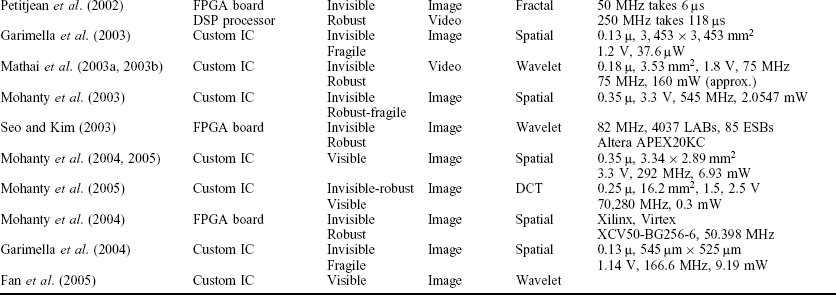 Petitjean et al. (2002) FPGA board Invisible Image Fractal 50 MHz takes 6 μs
DSP processor Robust Video 250 MHz takes 118 μs
Garimella et al. (2003) Custom IC Invisible Image Spatial 0.13 μ, 3, 453 × 3, 453 mm²
Fragile 1.2 V, 37.6 μW
Mathai et al. (2003a, 2003b) Custom IC Invisible Video Wavelet 0.18 μ, 3.53 mm², 1.8 V, 75 MHz
Robust 75 MHz, 160 mW (approx.)
Mohanty et al. (2003) Custom IC Invisible Image Spatial 0.35 μ, 3.3 V, 545 MHz, 2.0547 mW
Robust-fragile
Seo and Kim (2003) FPGA board Invisible Image Wavelet 82 MHz, 4037 LABs, 85 ESBs
Robust Altera APEX20KC
Mohanty et al. (2004, 2005) Custom IC Visible Image Spatial 0.35 μ, 3.34 × 2.89 mm²
3.3 V, 292 MHz, 6.93 mW
Mohanty et al. (2005) Custom IC Invisible-robust Image DCT 0.25 μ, 16.2 mm², 1.5, 2.5 V
Visible 70,280 MHz, 0.3 mW
Mohanty et al. (2004) FPGA board Invisible Image Spatial Xilinx, Virtex
Robust XCV50-BG256-6, 50.398 MHz
Garimella et al. (2004) Custom IC Invisible Image Spatial 0.13 μ, 545 μm × 525 μm
Fragile 1.14 V, 166.6 MHz, 9.19 mW
Fan et al. (2005) Custom IC Visible Image Wavelet